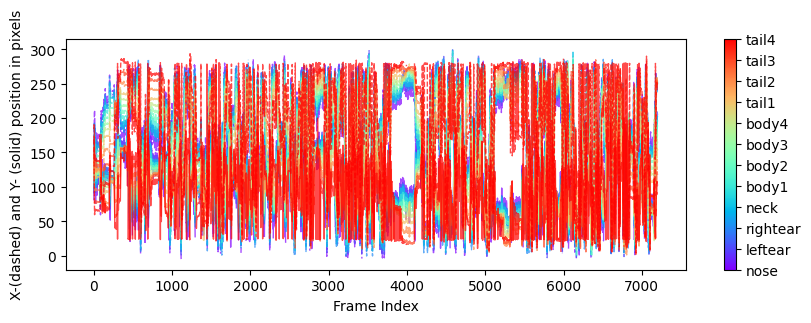 X-(dashed) and Y- (solid) position in pixels
300
250
200
150
100
50
0
0 1000 2000 3000 4000 5000 6000 7000
Frame Index
tail4
tail3
tail2
tail1
body4
body3
body2
body1
neck
rightear
leftear
nose